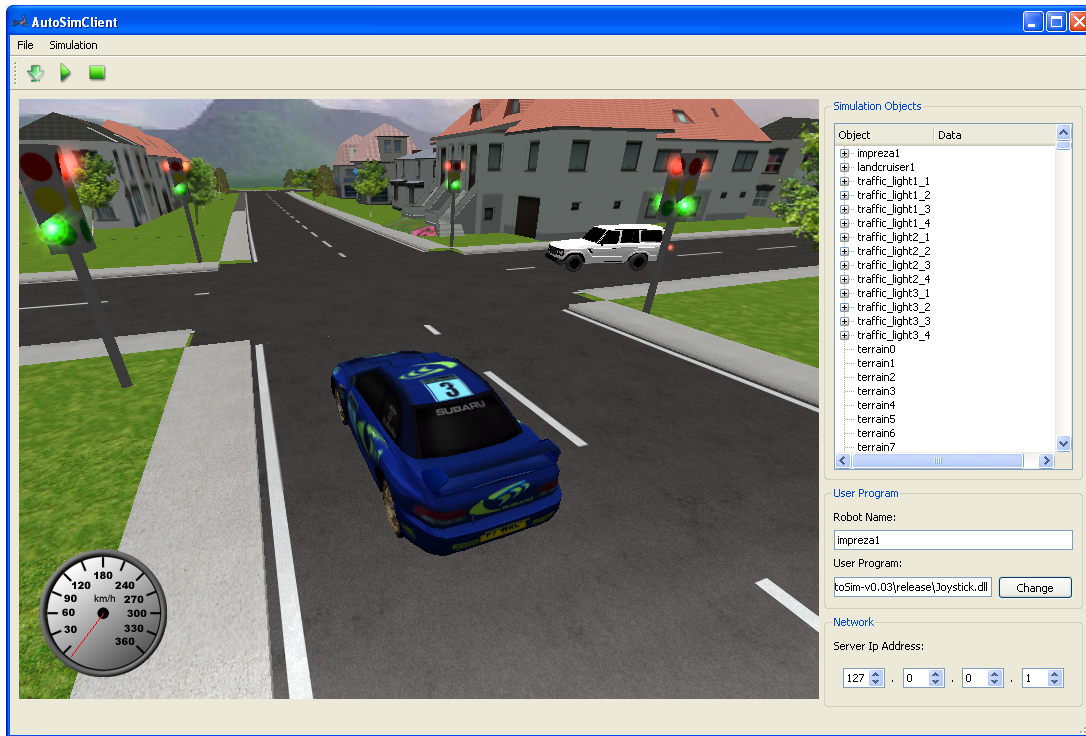 AutoSimClient
File Simulation
Simulation Objects
Object Data
impreza1
landcruiser1
traffic_light1_1
traffic_light1_2
traffic_light1_3
traffic_light1_4
traffic_light2_1
traffic_light2_2
traffic_light2_3
traffic_light2_4
traffic_light3_1
traffic_light3_2
traffic_light3_3
traffic_light3_4
terrain0
terrain1
terrain2
terrain3
terrain4
terrain5
terrain6
terrain7
3
SUBARU
SUBARU
180
120 240
90 km/h 270
60 300
30 330
360
User Program
Robot Name:
impreza1
User Program:
toSim-v0.03\release\Joystick.dll Change
Network
Server Ip Address:
127 . 0 . 0 . 1